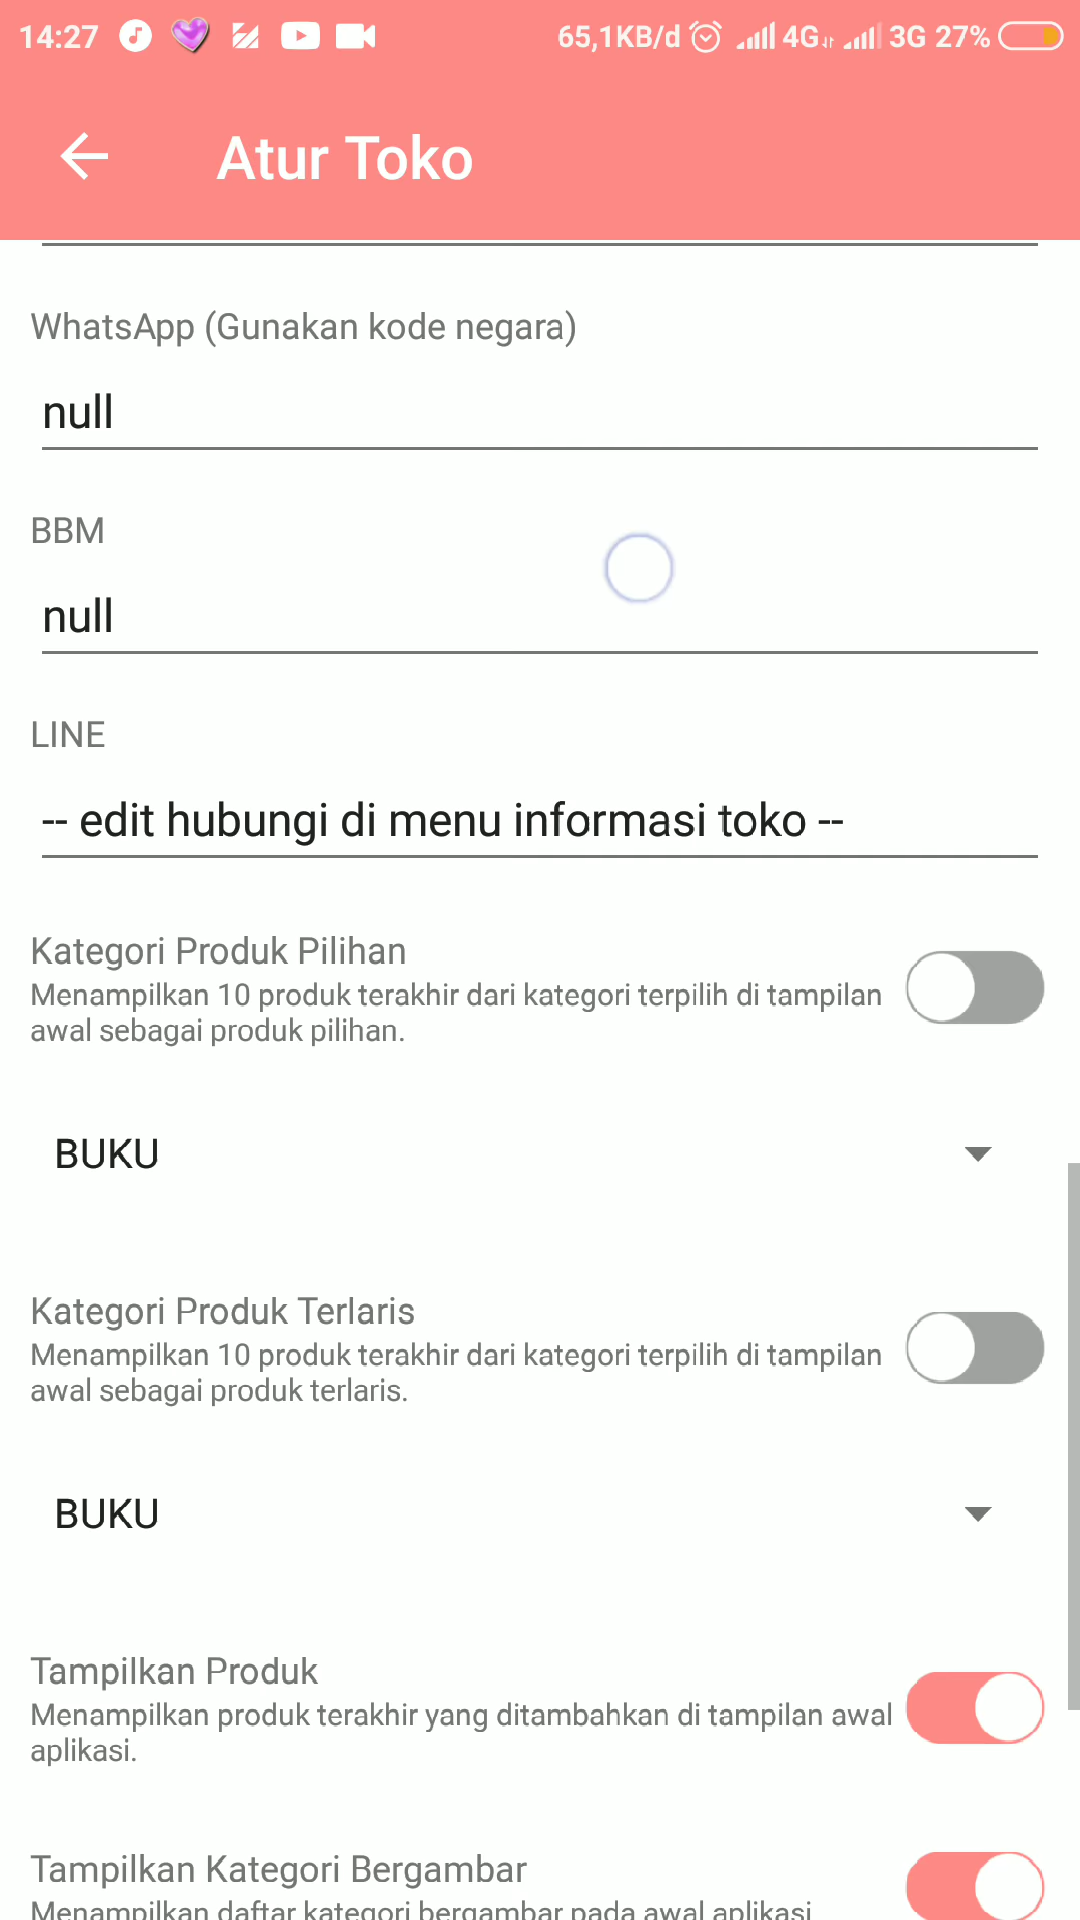 14:27 65,1KB/d 4G 3G 27%
Atur Toko
WhatsApp (Gunakan kode negara)
null
BBM
null
LINE
-- edit hubungi di menu informasi toko --
Kategori Produk Pilihan
Menampilkan 10 produk terakhir dari kategori terpilih di tampilan
awal sebagai produk pilihan.
BUKU
Kategori Produk Terlaris
Menampilkan 10 produk terakhir dari kategori terpilih di tampilan
awal sebagai produk terlaris.
BUKU
Tampilkan Produk
Menampilkan produk terakhir yang ditambahkan di tampilan awal
aplikasi.
Tampilkan Kategori Bergambar
Menampilkan daftar kategori bergambar pada awal aplikasi